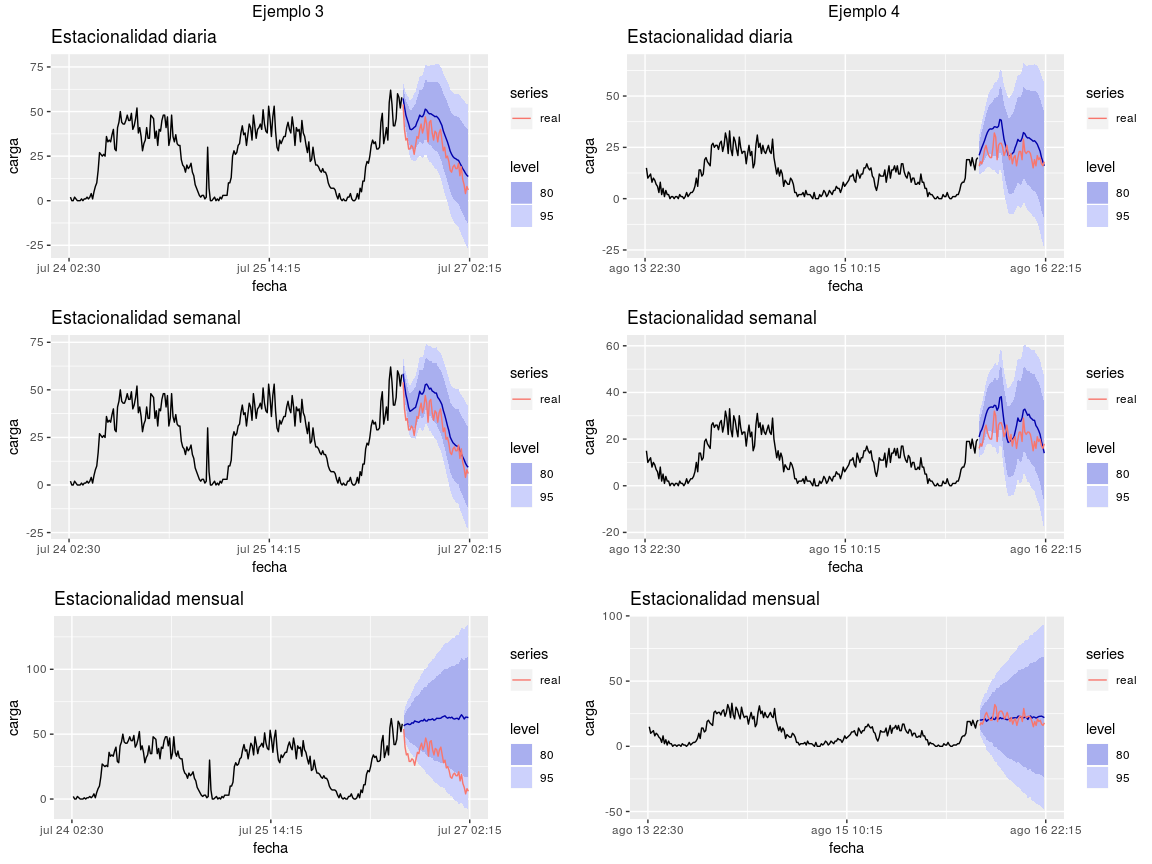 Ejemplo 3
Estacionalidad diaria
75
50
25
0
-25
carga
jul 24 02:30 jul 25 14:15 jul 27 02:15
fecha
series
real
level
80
95
Estacionalidad semanal
75
50
25
0
-25
carga
jul 24 02:30 jul 25 14:15 jul 27 02:15
fecha
series
real
level
80
95
Estacionalidad mensual
100
50
0
carga
jul 24 02:30 jul 25 14:15 jul 27 02:15
fecha
series
real
level
80
95
Ejemplo 4
Estacionalidad diaria
50
25
0
-25
carga
ago 13 22:30 ago 15 10:15 ago 16 22:15
fecha
series
real
level
80
95
Estacionalidad semanal
60
40
20
0
-20
carga
ago 13 22:30 ago 15 10:15 ago 16 22:15
fecha
series
real
level
80
95
Estacionalidad mensual
100
50
0
-50
carga
ago 13 22:30 ago 15 10:15 ago 16 22:15
fecha
series
real
level
80
95